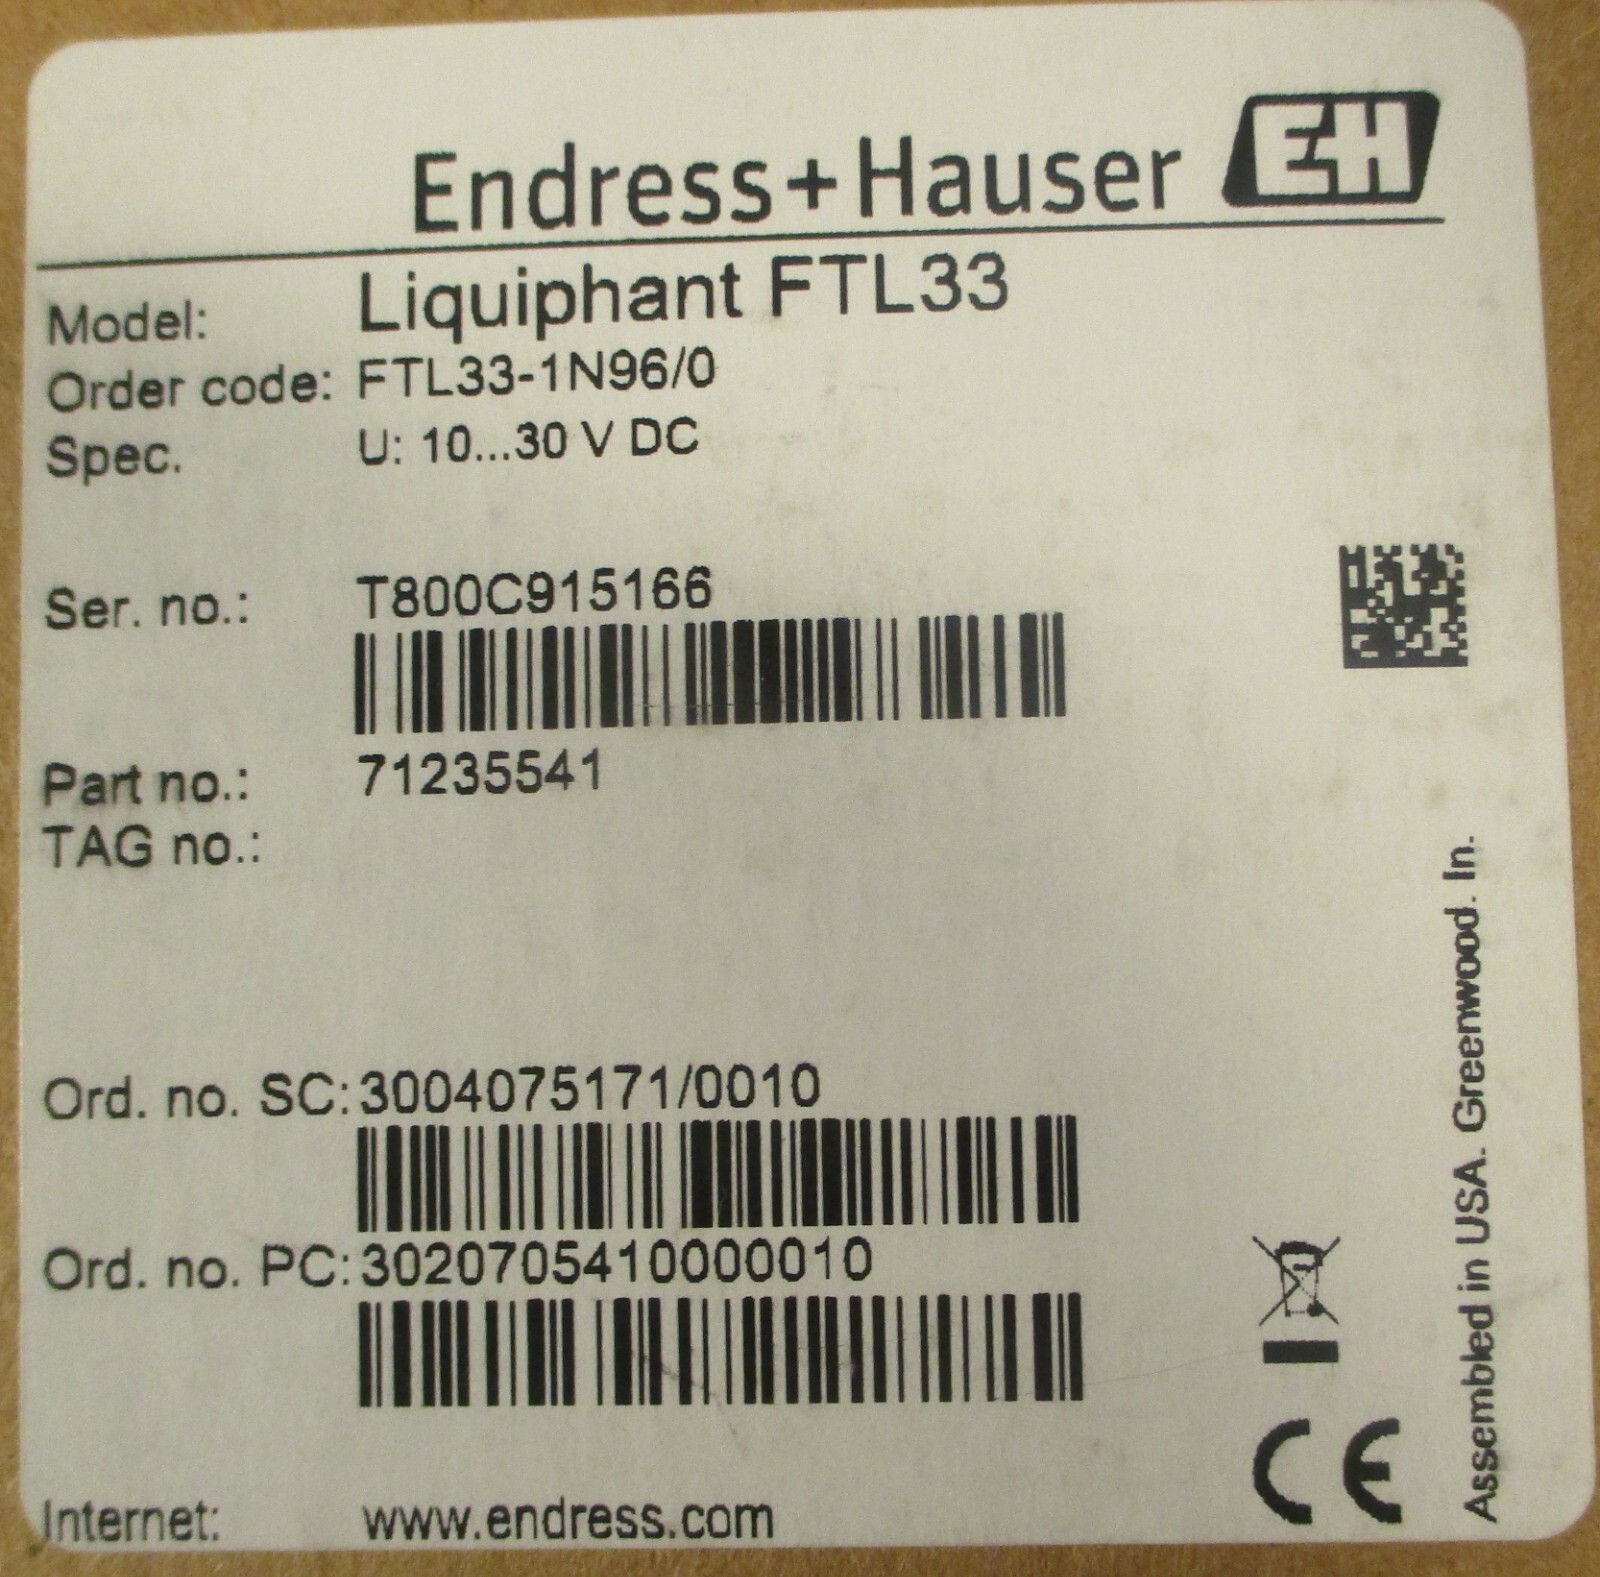 Endress+Hauser EH
Model: Liquiphant FTL33
Order code: FTL33-1N96/0
Spec. U: 10...30 V DC
Ser. no.: T800C915166
Part no.: 71235541
TAG no.:
Ord. no. SC: 3004075171/0010
Ord. no. PC: 3020705410000010
Internet: www.endress.com
CE
Assembled in USA. Greenwood. In.